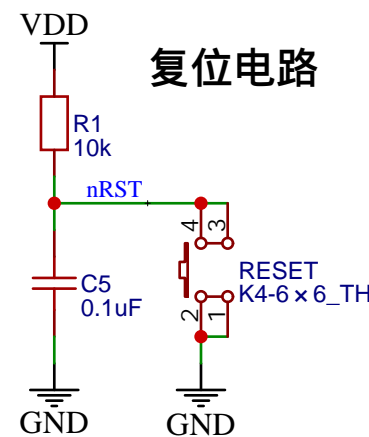 VDD
复位电路
R1
10k
nRST
4
3
C5
0.1uF
RESET
K4-6×6_TH
2
1
GND
GND